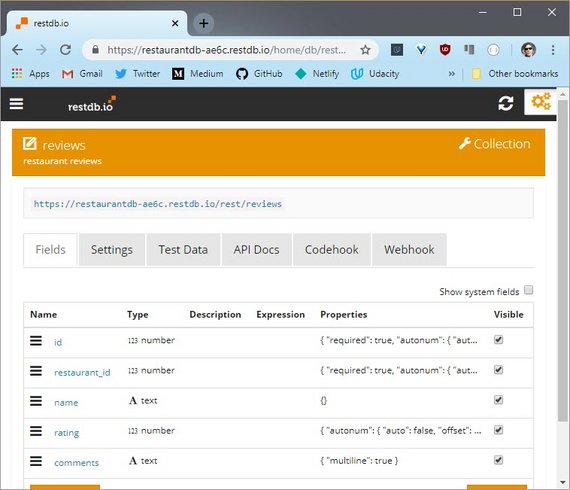 restdb.io
https://restaurantdb-ae6c.restdb.io/home/db/rest...
Apps Gmail Twitter Medium GitHub Netlify Udacity » Other bookmarks
restdb.io
reviews Collection
restaurant reviews
https://restaurantdb-ae6c.restdb.io/rest/reviews
Fields Settings Test Data API Docs Codehook Webhook
Show system fields
Name Type Description Expression Properties Visible
id 123 number { "required": true, "autonum": { "aut...
restaurant_id 123 number { "required": true, "autonum": { "aut...
name A text {}
rating 123 number { "autonum": { "auto": false, "offset": ...
comments A text { "multiline": true }